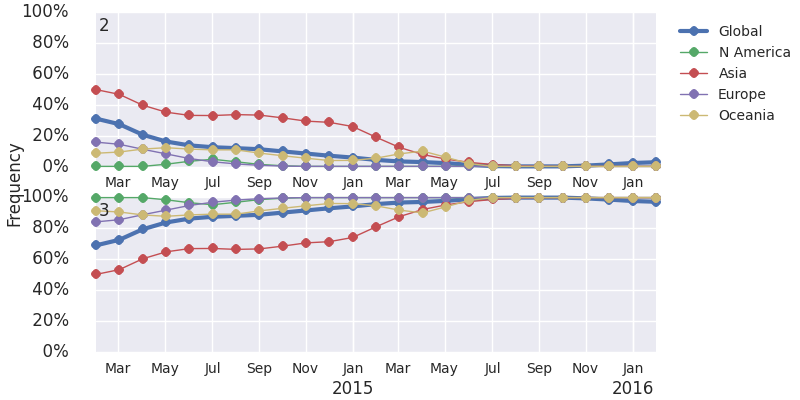 100%
2
80%
60%
40%
20%
0%
Mar May Jul Sep Nov Jan Mar May Jul Sep Nov Jan
Frequency
100%
3
80%
60%
40%
20%
0%
Mar May Jul Sep Nov Jan Mar May Jul Sep Nov Jan
2015 2016
Global
N America
Asia
Europe
Oceania